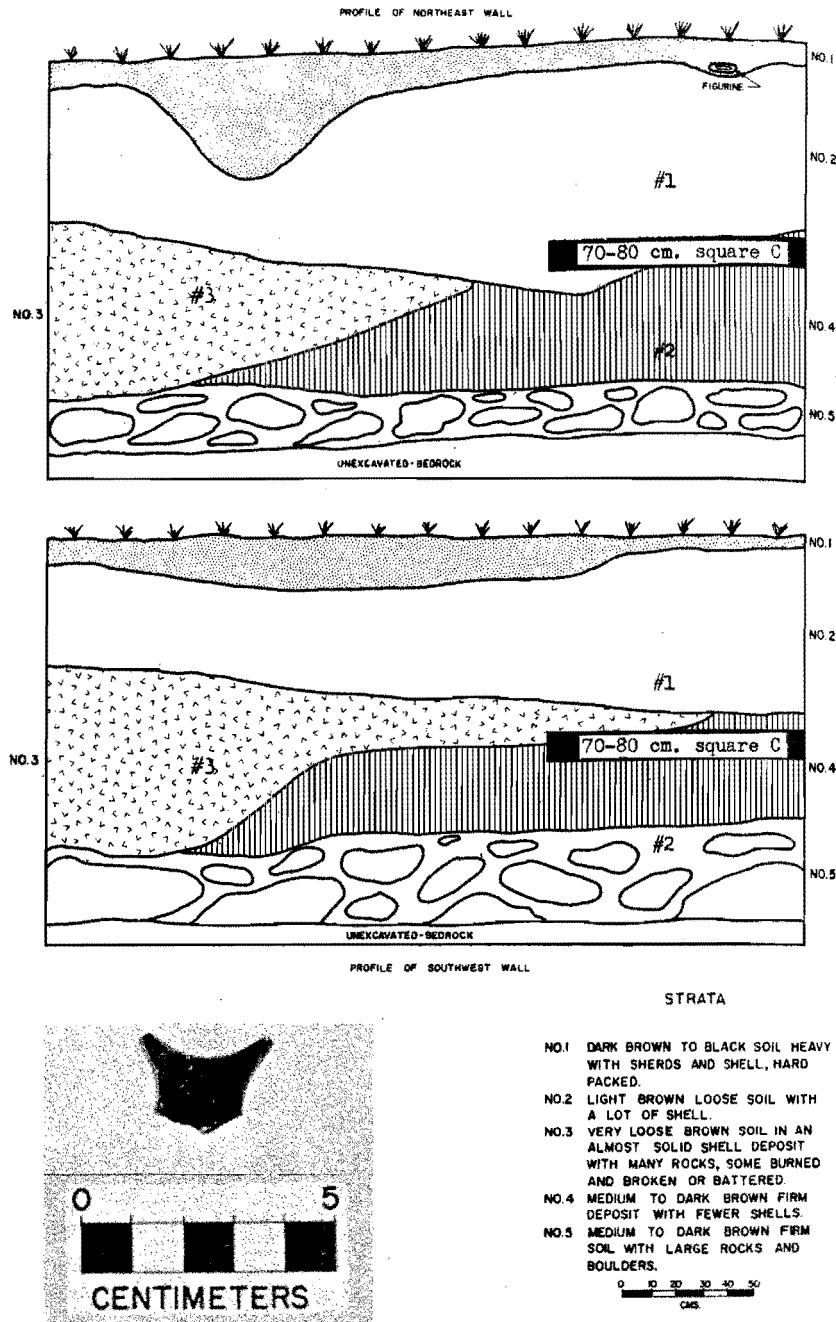 PROFILE OF NORTHEAST WALL
NO.1
FIGURINE
NO.2
#1
70-80 cm. square C
#3
NO.3
NO.4
#2
NO.5
UNEXCAVATED-BEDROCK
NO.1
NO.2
#1
70-80 cm. square C
NO.3
#3
NO.4
#2
NO.5
UNEXCAVATED-BEDROCK
PROFILE OF SOUTHWEST WALL
STRATA
NO.1 DARK BROWN TO BLACK SOIL HEAVY
WITH SHERDS AND SHELL, HARD
PACKED.
NO.2 LIGHT BROWN LOOSE SOIL WITH
A LOT OF SHELL.
NO.3 VERY LOOSE BROWN SOIL IN AN
ALMOST SOLID SHELL DEPOSIT
WITH MANY ROCKS, SOME BURNED
AND BROKEN OR BATTERED.
NO.4 MEDIUM TO DARK BROWN FIRM
DEPOSIT WITH FEWER SHELLS.
NO.5 MEDIUM TO DARK BROWN FIRM
SOIL WITH LARGE ROCKS AND
BOULDERS.
0 10 20 30 40 50
CMS.
0 5
CENTIMETERS